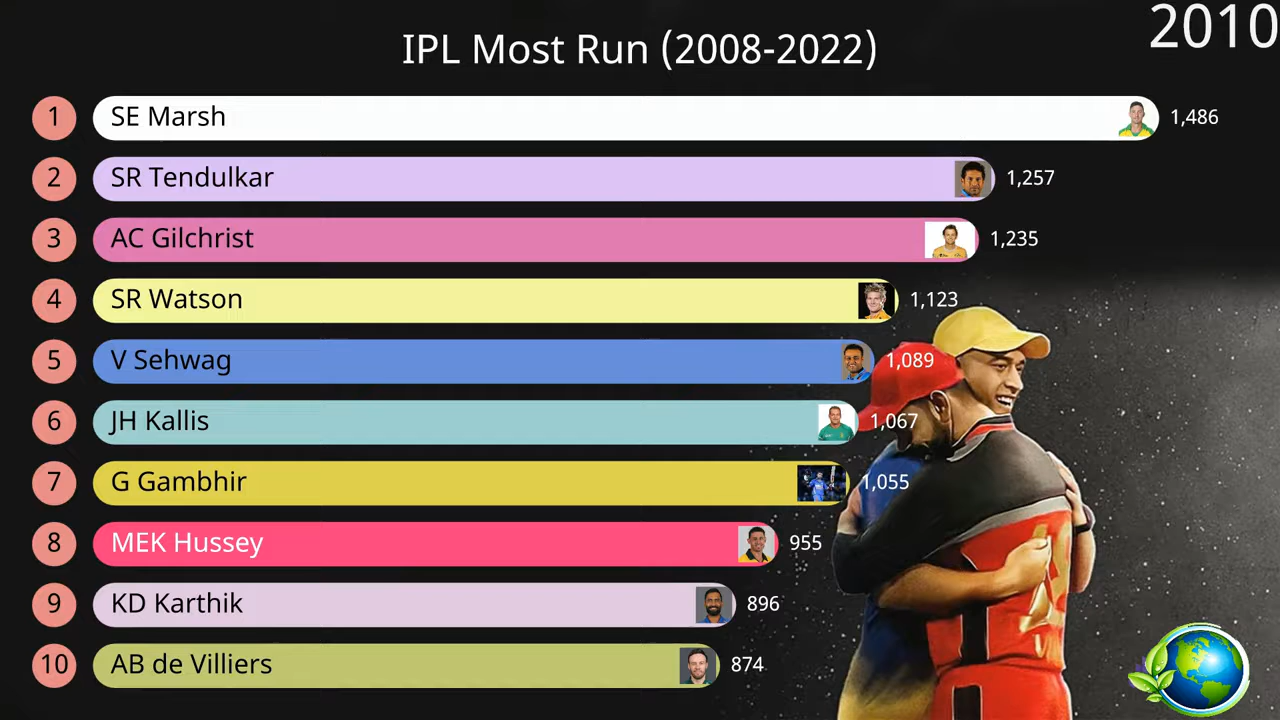 2010
IPL Most Run (2008-2022)
1 SE Marsh 1,486
2 SR Tendulkar 1,257
3 AC Gilchrist 1,235
4 SR Watson 1,123
5 V Sehwag 1,089
6 JH Kallis 1,067
7 G Gambhir 1,055
8 MEK Hussey 955
9 KD Karthik 896
10 AB de Villiers 874